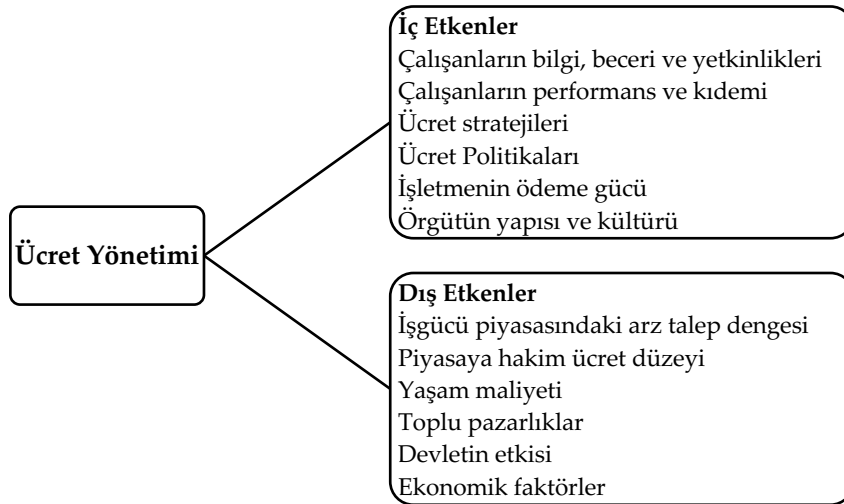 İç Etkenler
Çalışanların bilgi, beceri ve yetkinlikleri
Çalışanların performans ve kıdemi
Ücret stratejileri
Ücret Politikaları
İşletmenin ödeme gücü
Örgütün yapısı ve kültürü
Ücret Yönetimi
Dış Etkenler
İşgücü piyasasındaki arz talep dengesi
Piyasaya hakim ücret düzeyi
Yaşam maliyeti
Toplu pazarlıklar
Devletin etkisi
Ekonomik faktörler